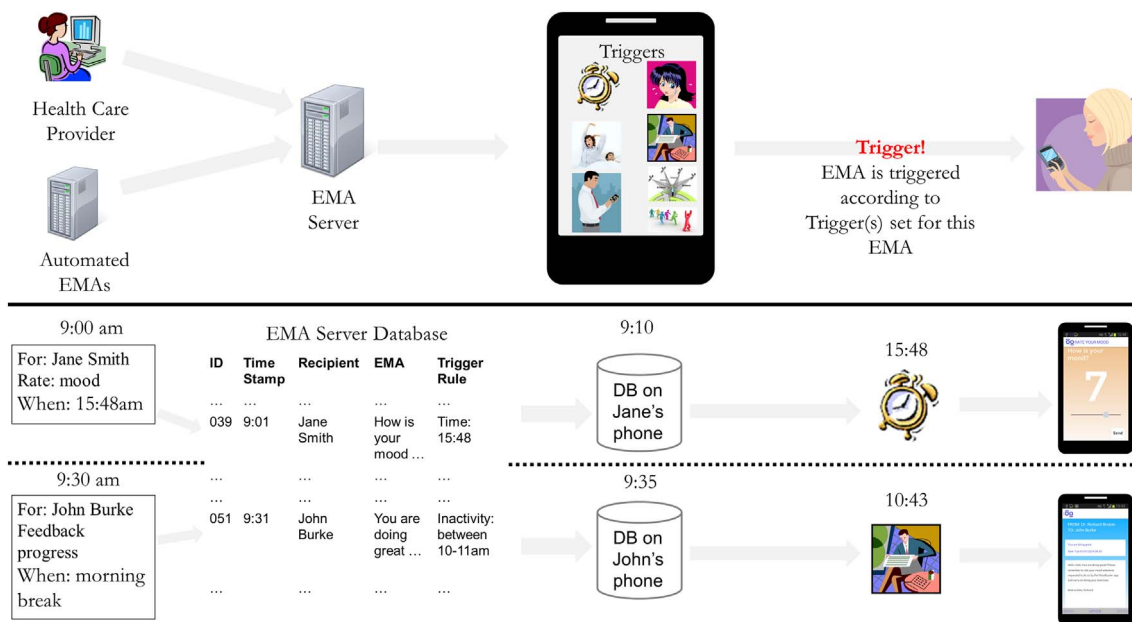 Health Care
Provider
Automated
EMAs
EMA
Server
Triggers
Trigger!
EMA is triggered
according to
Trigger(s) set for this
EMA
9:00 am
For: Jane Smith
Rate: mood
When: 15:48am
EMA Server Database
ID Time Stamp Recipient EMA Trigger Rule
... ... ... ... ...
039 9:01 Jane Smith How is your mood ... Time: 15:48
... ... ... ... ...
9:10
DB on
Jane's
phone
15:48
RATE YOUR MOOD
How is your
mood?
7
Send
9:30 am
For: John Burke
Feedback
progress
When: morning
break
... ... ... ... ...
051 9:31 John Burke You are doing great ... Inactivity: between 10-11am
... ... ... ... ...
9:35
DB on
John's
phone
10:43
TO: John Burke